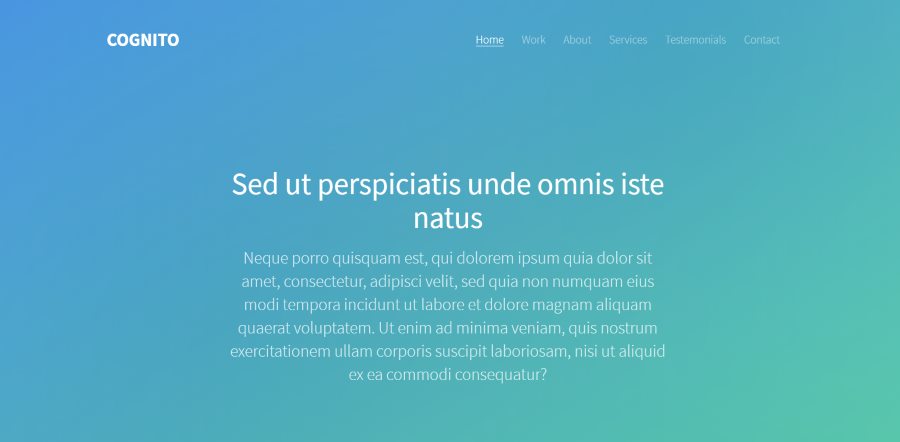 COGNITO
Home Work About Services Testemonials Contact
Sed ut perspiciatis unde omnis iste
natus
Neque porro quisquam est, qui dolorem ipsum quia dolor sit
amet, consectetur, adipisci velit, sed quia non numquam eius
modi tempora incidunt ut labore et dolore magnam aliquam
quaerat voluptatem. Ut enim ad minima veniam, quis nostrum
exercitationem ullam corporis suscipit laboriosam, nisi ut aliquid
ex ea commodi consequatur?